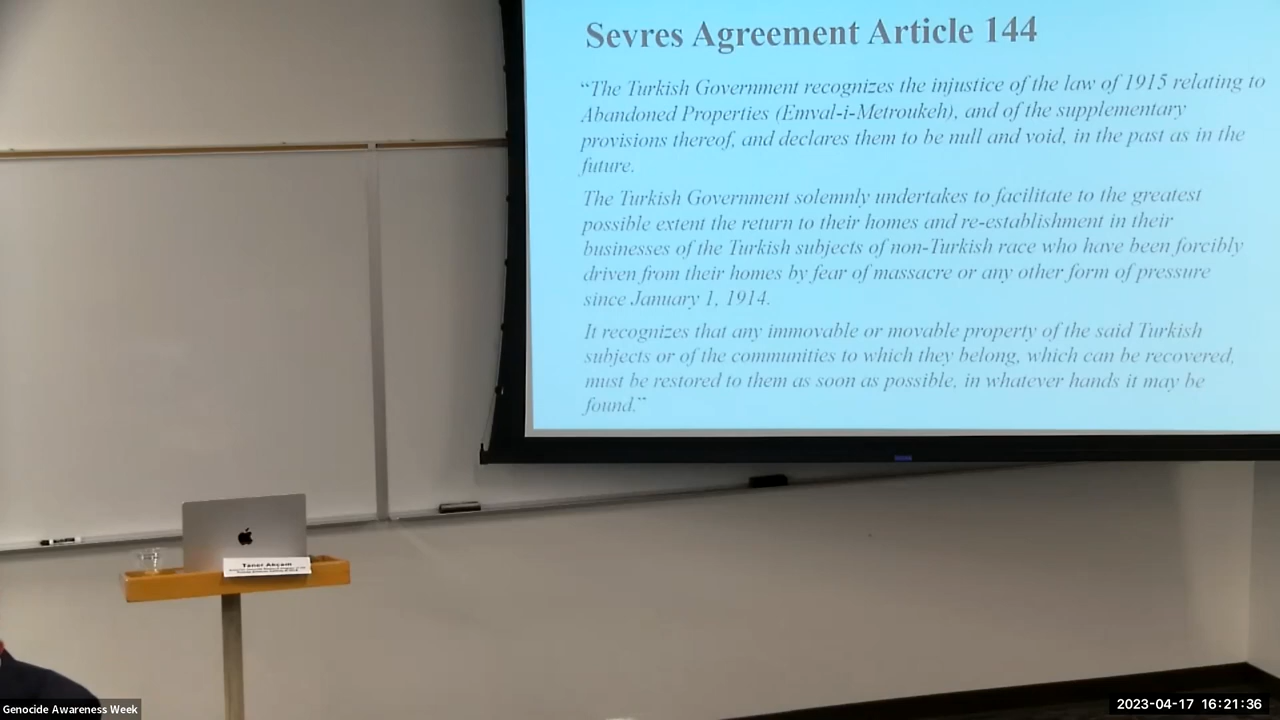 Sevres Agreement Article 144
“The Turkish Government recognizes the injustice of the law of 1915 relating to
Abandoned Properties (Emval-i-Metroukeh), and of the supplementary
provisions thereof, and declares them to be null and void, in the past as in the
future.
The Turkish Government solemnly undertakes to facilitate to the greatest
possible extent the return to their homes and re-establishment in their
businesses of the Turkish subjects of non-Turkish race who have been forcibly
driven from their homes by fear of massacre or any other form of pressure
since January 1, 1914.
It recognizes that any immovable or movable property of the said Turkish
subjects or of the communities to which they belong, which can be recovered,
must be restored to them as soon as possible, in whatever hands it may be
found.”
Taner Akçam
Genocide Awareness Week
2023-04-17 16:21:36